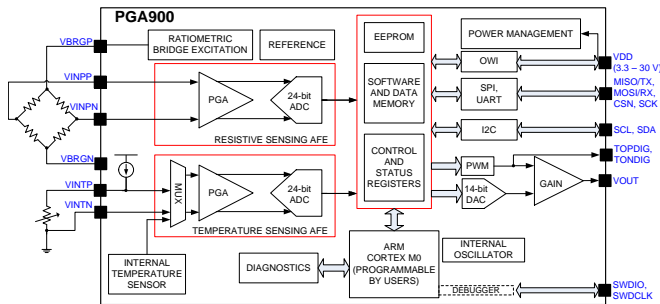 PGA900
VBRGP
RATIOMETRIC
BRIDGE EXCITATION
REFERENCE
EEPROM
POWER MANAGEMENT
VDD
(3.3 – 30 V)
OWI
VINPP
PGA
24-bit
ADC
SOFTWARE
AND DATA
MEMORY
SPI,
UART
MISO/TX,
MOSI/RX,
CSN, SCK
VINPN
RESISTIVE SENSING AFE
I2C
SCL, SDA
VBRGN
CONTROL
AND
STATUS
REGISTERS
PWM
TOPDIG,
TONDIG
VINTP
MUX
PGA
24-bit
ADC
14-bit
DAC
GAIN
VOUT
VINTN
TEMPERATURE SENSING AFE
INTERNAL
TEMPERATURE
SENSOR
DIAGNOSTICS
ARM
CORTEX M0
(PROGRAMMABLE
BY USERS)
INTERNAL
OSCILLATOR
DEBUGGER
SWDIO,
SWDCLK